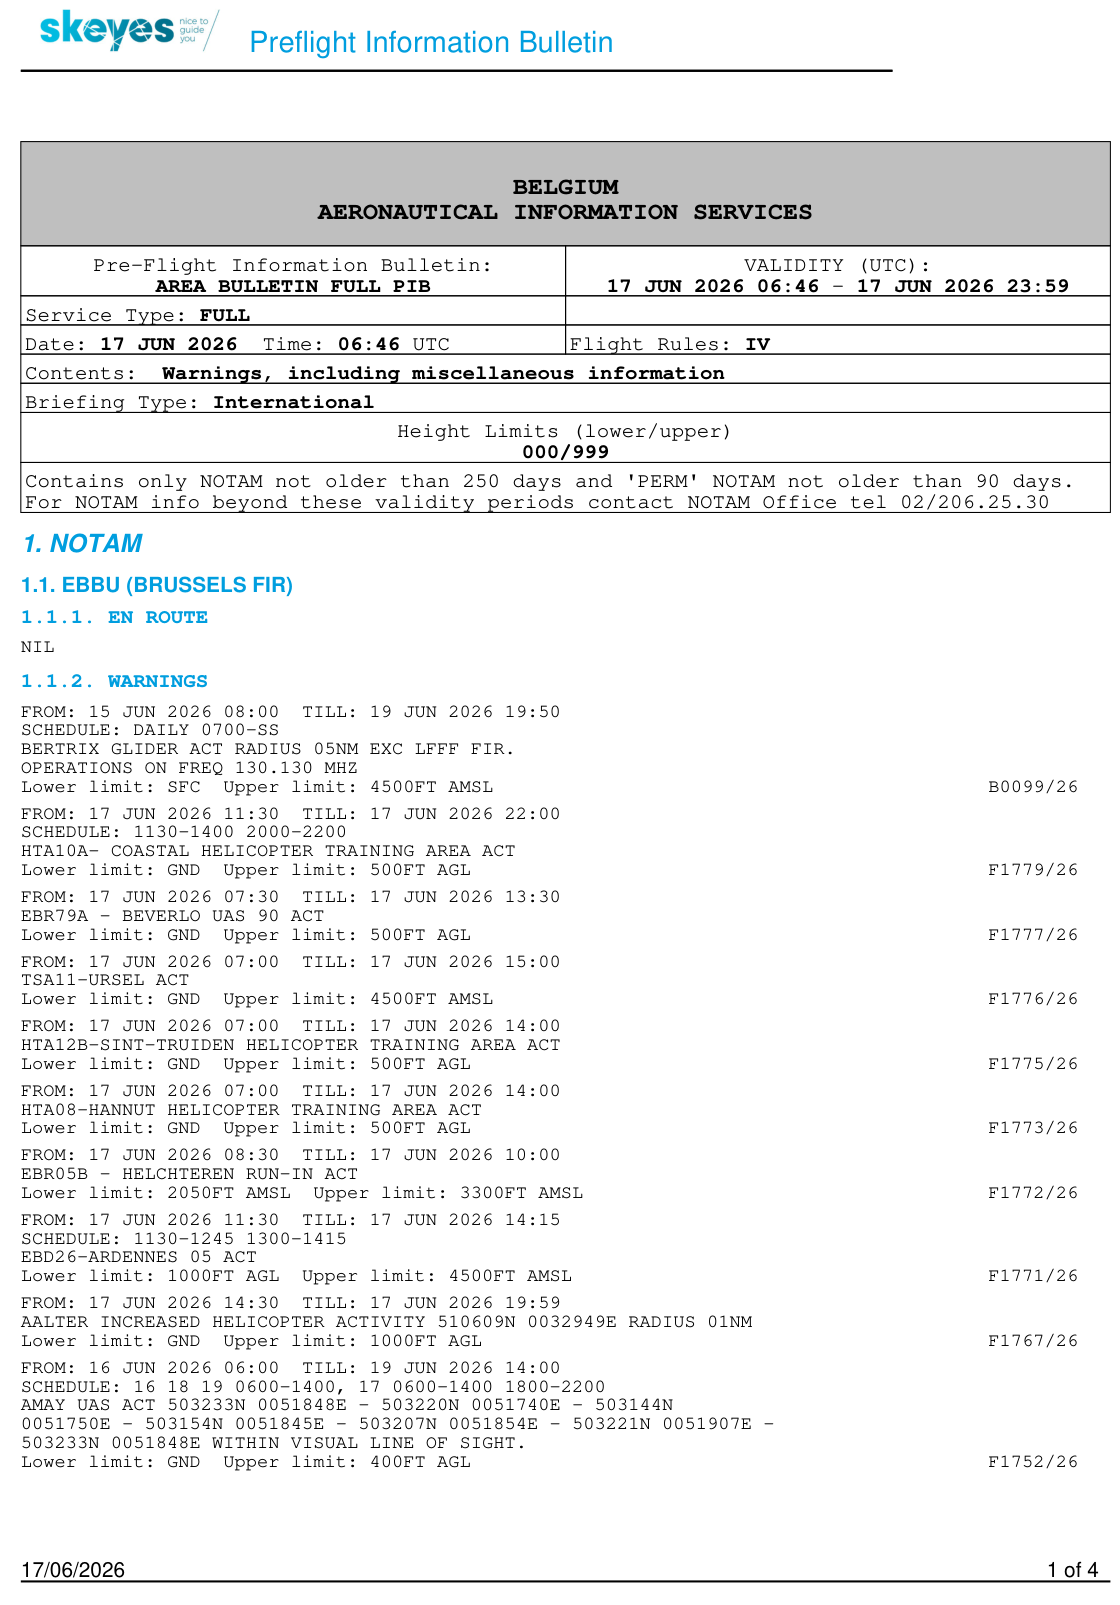 skeyes nice to guide you
Preflight Information Bulletin
BELGIUM
AERONAUTICAL INFORMATION SERVICES
Pre-Flight Information Bulletin:
AREA BULLETIN FULL PIB
VALIDITY (UTC):
17 JUN 2026 06:46 - 17 JUN 2026 23:59
Service Type: FULL
Date: 17 JUN 2026  Time: 06:46 UTC
Flight Rules: IV
Contents:  Warnings, including miscellaneous information
Briefing Type: International
Height Limits (lower/upper)
000/999
Contains only NOTAM not older than 250 days and 'PERM' NOTAM not older than 90 days.
For NOTAM info beyond these validity periods contact NOTAM Office tel 02/206.25.30
1. NOTAM
1.1. EBBU (BRUSSELS FIR)
1.1.1. EN ROUTE
NIL
1.1.2. WARNINGS
FROM: 15 JUN 2026 08:00  TILL: 19 JUN 2026 19:50
SCHEDULE: DAILY 0700-SS
BERTRIX GLIDER ACT RADIUS 05NM EXC LFFF FIR.
OPERATIONS ON FREQ 130.130 MHZ
Lower limit: SFC  Upper limit: 4500FT AMSL B0099/26
FROM: 17 JUN 2026 11:30  TILL: 17 JUN 2026 22:00
SCHEDULE: 1130-1400 2000-2200
HTA10A- COASTAL HELICOPTER TRAINING AREA ACT
Lower limit: GND  Upper limit: 500FT AGL F1779/26
FROM: 17 JUN 2026 07:30  TILL: 17 JUN 2026 13:30
EBR79A - BEVERLO UAS 90 ACT
Lower limit: GND  Upper limit: 500FT AGL F1777/26
FROM: 17 JUN 2026 07:00  TILL: 17 JUN 2026 15:00
TSA11-URSEL ACT
Lower limit: GND  Upper limit: 4500FT AMSL F1776/26
FROM: 17 JUN 2026 07:00  TILL: 17 JUN 2026 14:00
HTA12B-SINT-TRUIDEN HELICOPTER TRAINING AREA ACT
Lower limit: GND  Upper limit: 500FT AGL F1775/26
FROM: 17 JUN 2026 07:00  TILL: 17 JUN 2026 14:00
HTA08-HANNUT HELICOPTER TRAINING AREA ACT
Lower limit: GND  Upper limit: 500FT AGL F1773/26
FROM: 17 JUN 2026 08:30  TILL: 17 JUN 2026 10:00
EBR05B - HELCHTEREN RUN-IN ACT
Lower limit: 2050FT AMSL  Upper limit: 3300FT AMSL F1772/26
FROM: 17 JUN 2026 11:30  TILL: 17 JUN 2026 14:15
SCHEDULE: 1130-1245 1300-1415
EBD26-ARDENNES 05 ACT
Lower limit: 1000FT AGL  Upper limit: 4500FT AMSL F1771/26
FROM: 17 JUN 2026 14:30  TILL: 17 JUN 2026 19:59
AALTER INCREASED HELICOPTER ACTIVITY 510609N 0032949E RADIUS 01NM
Lower limit: GND  Upper limit: 1000FT AGL F1767/26
FROM: 16 JUN 2026 06:00  TILL: 19 JUN 2026 14:00
SCHEDULE: 16 18 19 0600-1400, 17 0600-1400 1800-2200
AMAY UAS ACT 503233N 0051848E - 503220N 0051740E - 503144N
0051750E - 503154N 0051845E - 503207N 0051854E - 503221N 0051907E -
503233N 0051848E WITHIN VISUAL LINE OF SIGHT.
Lower limit: GND  Upper limit: 400FT AGL F1752/26
17/06/2026
1 of 4